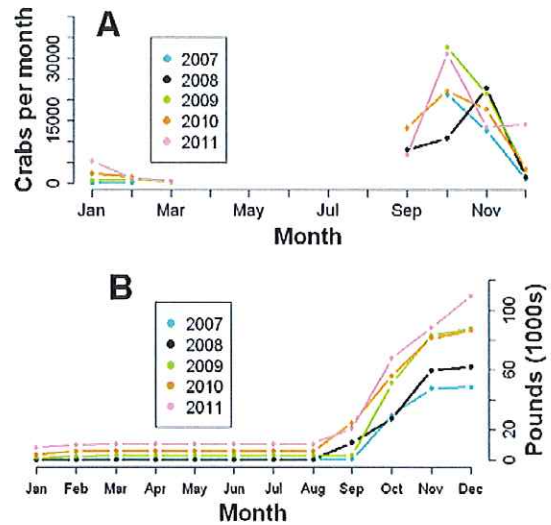 A
Crabs per month
30000
15000
0
2007
2008
2009
2010
2011
Jan Mar May Jul Sep Nov
Month
B
2007
2008
2009
2010
2011
Pounds (1000s)
100
60
20
0
Jan Feb Mar Apr May Jun Jul Aug Sep Oct Nov Dec
Month